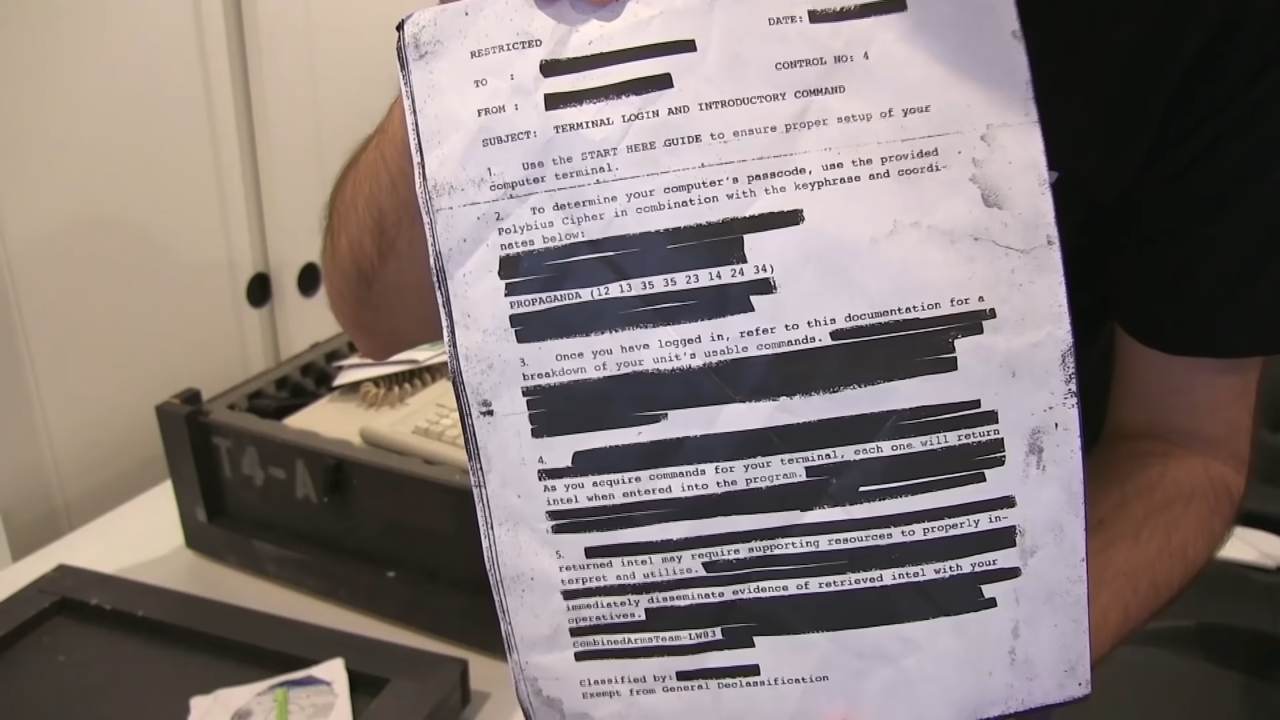 DATE:
RESTRICTED
TO :
CONTROL NO: 4
FROM :
SUBJECT: TERMINAL LOGIN AND INTRODUCTORY COMMAND
1. Use the START HERE GUIDE to ensure proper setup of your
computer terminal.
2. To determine your computer's passcode, use the provided
Polybius Cipher in combination with the keyphrase and coordi-
nates below:
PROPAGANDA (12 13 35 35 23 14 24 34)
3. Once you have logged in, refer to this documentation for a
breakdown of your unit's usable commands.
4.
As you acquire commands for your terminal, each one will return
intel when entered into the program.
5.
returned intel may require supporting resources to properly in-
terpret and utilize.
immediately disseminate evidence of retrieved intel with your
operatives.
CombinedArmsTeam-LW83
Classified by:
Exempt from General Declassification
T4-A